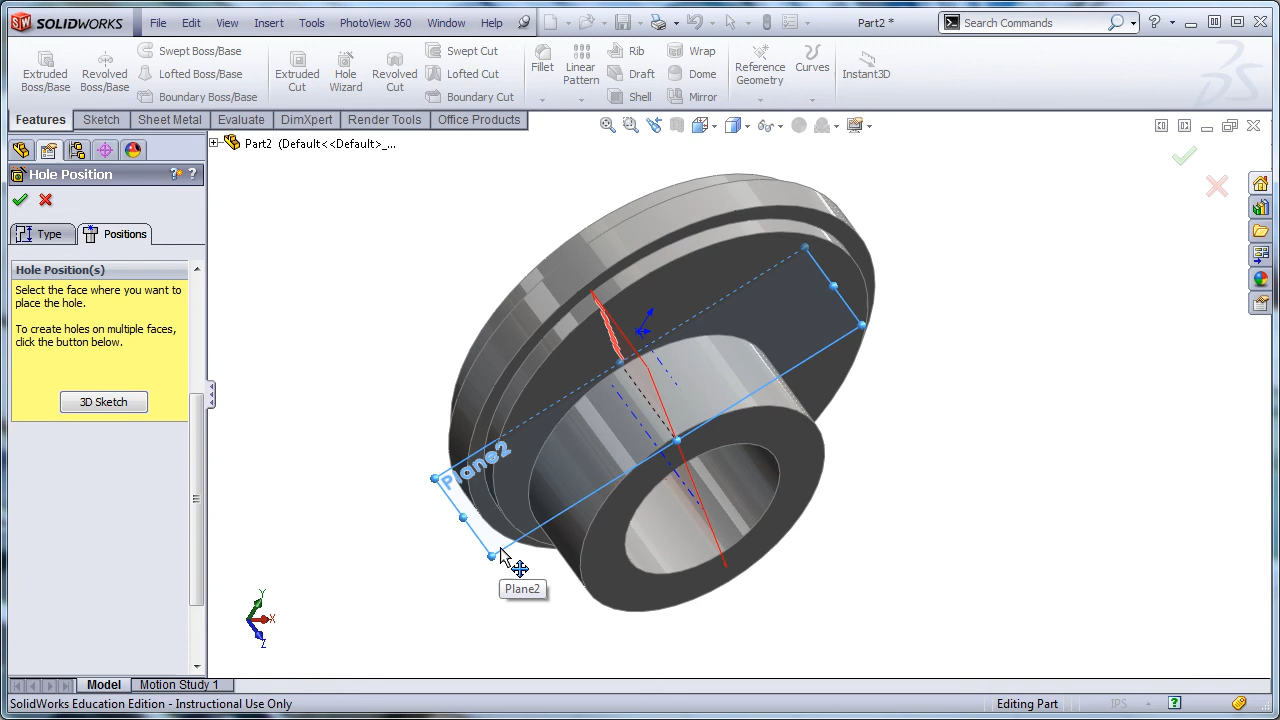 SOLIDWORKS File Edit View Insert Tools PhotoView 360 Window Help Part2 * Search Commands
Extruded Boss/Base
Revolved Boss/Base
Swept Boss/Base
Lofted Boss/Base
Boundary Boss/Base
Extruded Cut
Hole Wizard
Revolved Cut
Swept Cut
Lofted Cut
Boundary Cut
Fillet
Linear Pattern
Rib
Draft
Shell
Wrap
Dome
Mirror
Reference Geometry
Curves
Instant3D
Features Sketch Sheet Metal Evaluate DimXpert Render Tools Office Products
Part2 (Default<<Default>_...
Hole Position
Type Positions
Hole Position(s)
Select the face where you want to
place the hole.
To create holes on multiple faces,
click the button below.
3D Sketch
Plane2
Plane2
Y
X
Z
Model Motion Study 1
SolidWorks Education Edition - Instructional Use Only Editing Part IPS